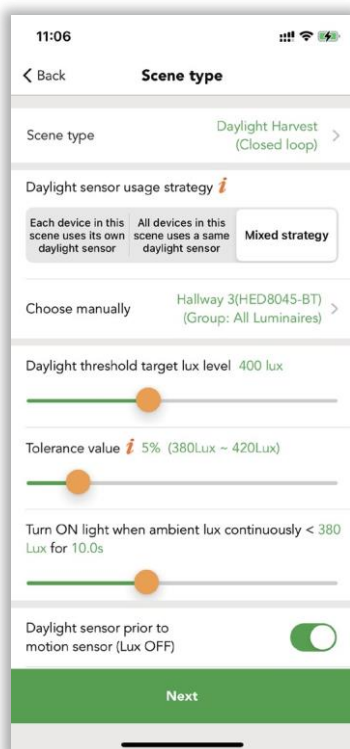 11:06
Back
Scene type
Scene type
Daylight Harvest
(Closed loop)
Daylight sensor usage strategy i
Each device in this
scene uses its own
daylight sensor
All devices in this
scene uses a same
daylight sensor
Mixed strategy
Choose manually
Hallway 3(HED8045-BT)
(Group: All Luminaires)
Daylight threshold target lux level 400 lux
Tolerance value i 5% (380Lux ~ 420Lux)
Turn ON light when ambient lux continuously < 380
Lux for 10.0s
Daylight sensor prior to
motion sensor (Lux OFF)
Next